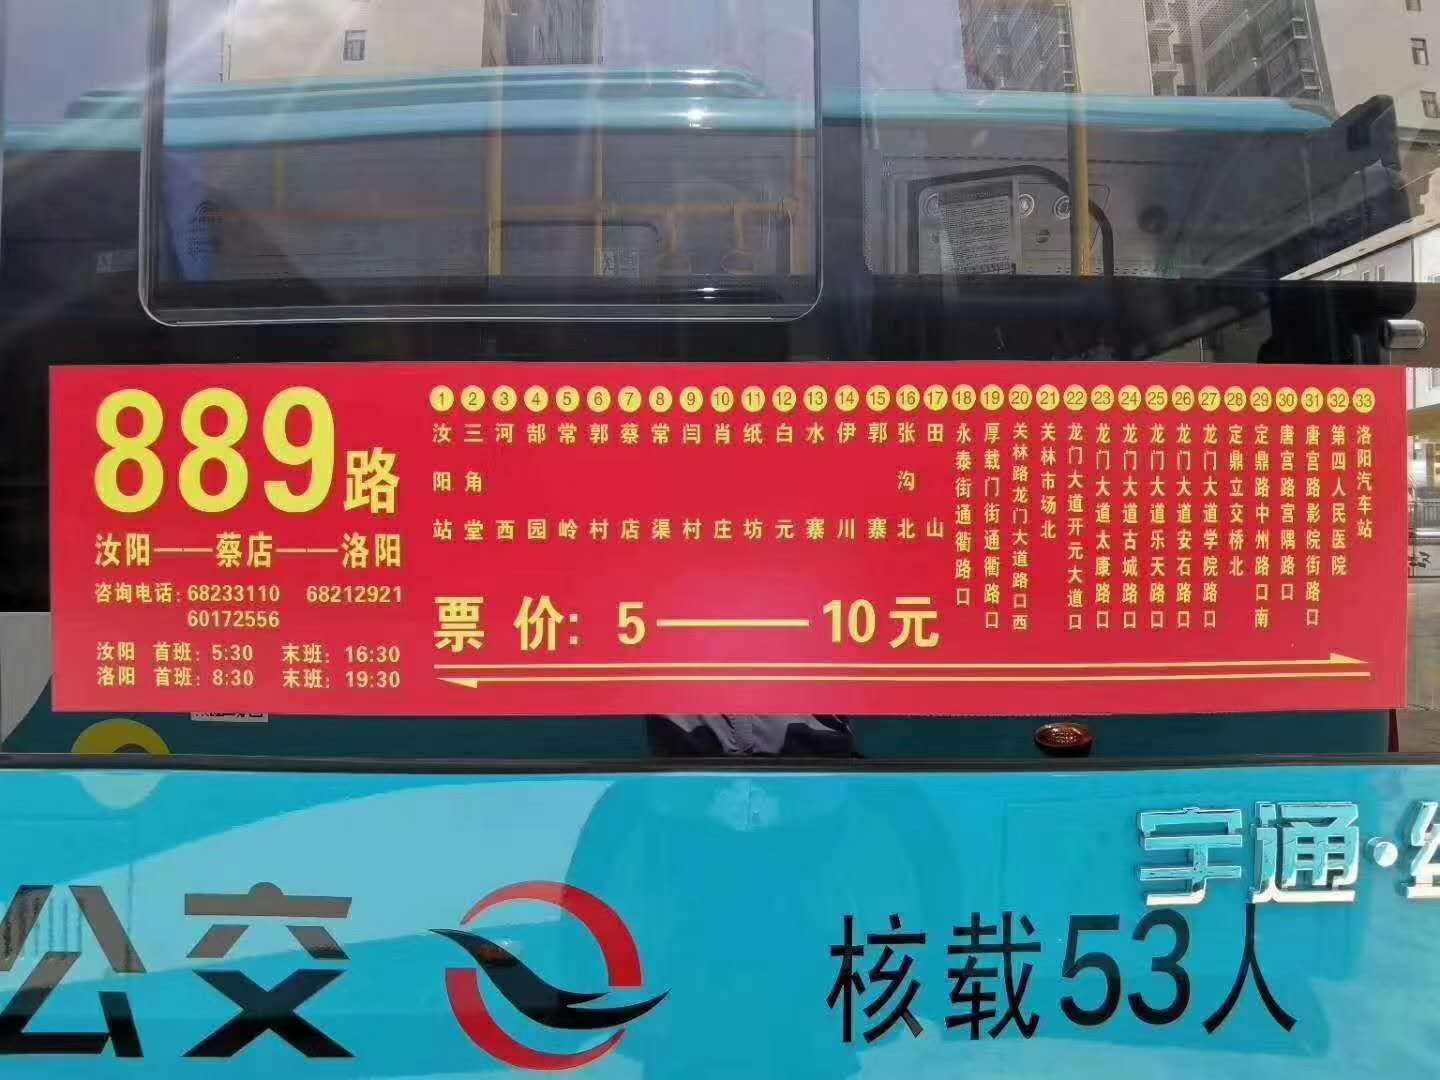 889路
汝阳——蔡店——洛阳
咨询电话:68233110 68212921
60172556
汝阳 首班:5:30 末班:16:30
洛阳 首班:8:30 末班:19:30
1 汝阳站
2 三角堂
3 河西
4 郜园
5 常岭
6 郭村
7 蔡店
8 常渠
9 闫村
10 肖庄
11 纸坊
12 白元
13 水寨
14 伊川
15 郭寨
16 张沟北
17 田山
18 永泰街通衢路口
19 厚载门街通衢路口
20 关林路龙门大道路口西
21 关林市场北
22 龙门大道开元大道口
23 龙门大道太康路口
24 龙门大道古城路口
25 龙门大道乐天路口
26 龙门大道安石路口
27 龙门大道学院路口
28 定鼎立交桥北
29 定鼎路中州路口南
30 唐宫路宫隅路口
31 唐宫路影院街路口
32 第四人民医院
33 洛阳汽车站
票价:5——10元
宇通·
公交
核载53人